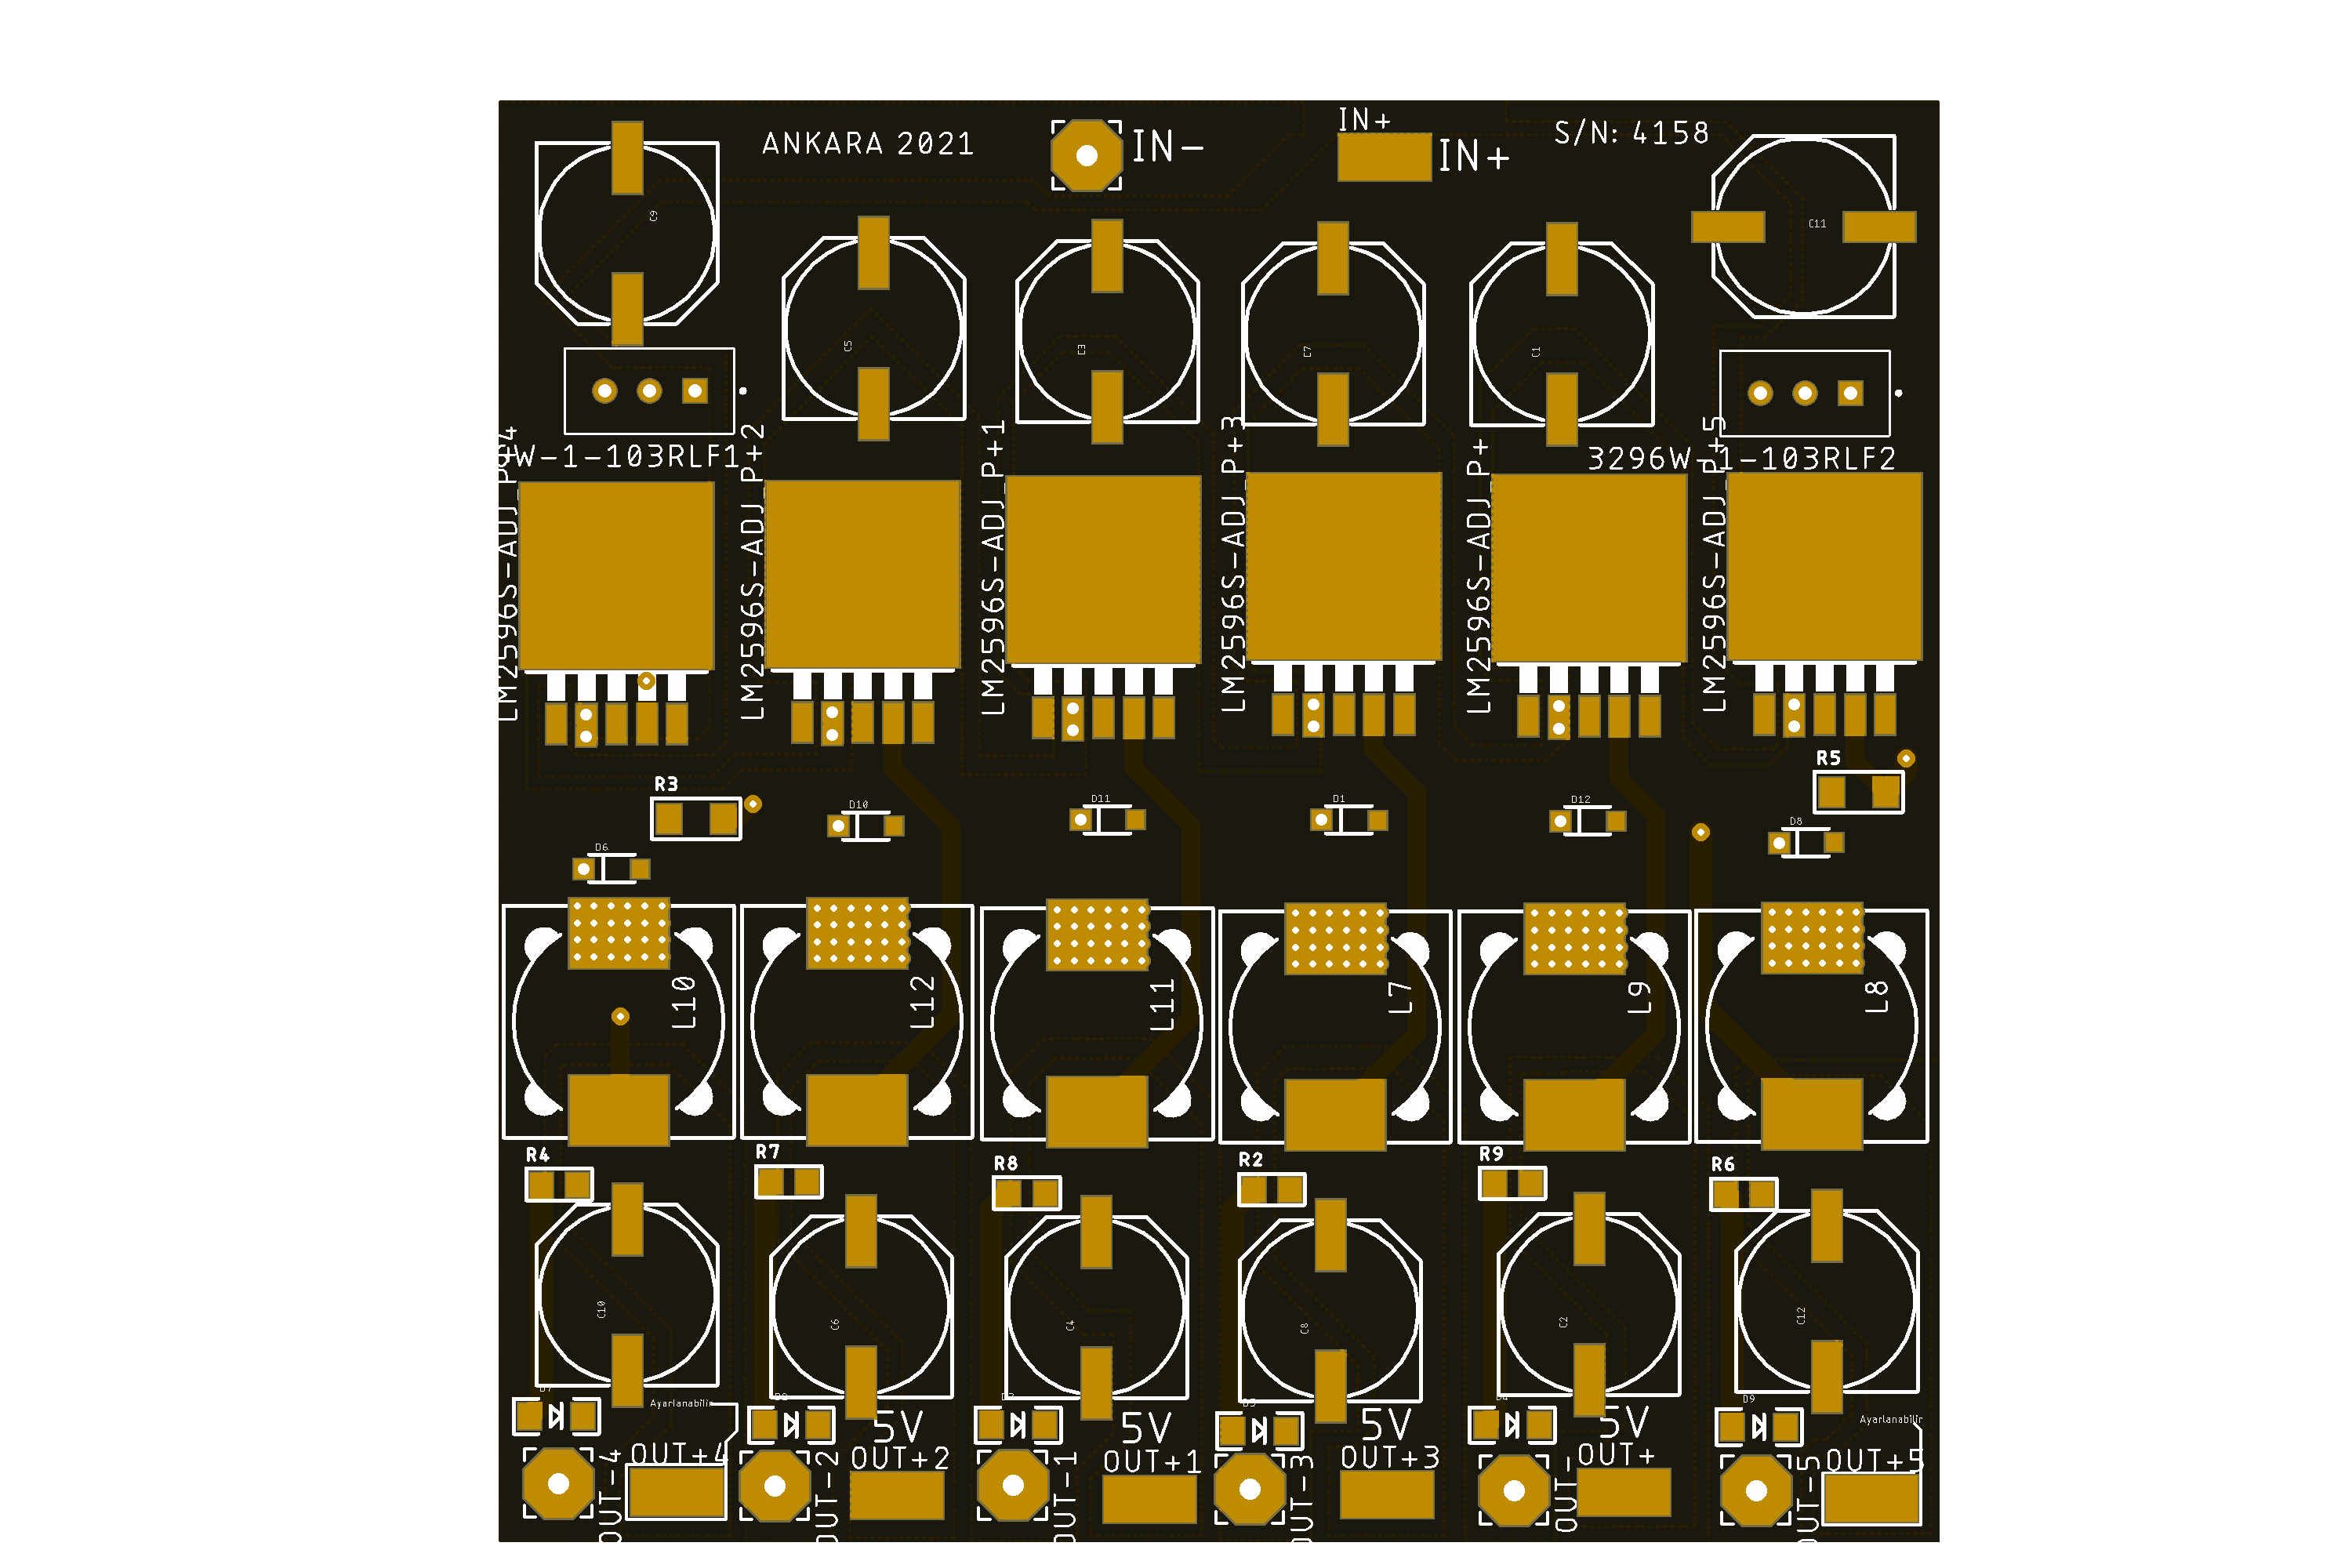 IN+
ANKARA 2021
IN-
IN+
S/N: 4158
C9
C11
C5
C3
C7
C1
W-1-103RLF1
3296W-1-103RLF2
LM2596S-ADJ_P+2
LM2596S-ADJ_P+1
LM2596S-ADJ_P+3
LM2596S-ADJ_P+
LM2596S-ADJ_P+5
R3
R5
D10
D11
D1
D12
D8
D6
L10
L12
L11
L7
L9
L8
R4
R7
R8
R2
R9
R6
C10
C6
C4
C8
C2
C12
D9
Ayarlanabilir
Ayarlanabilir
5V
5V
5V
5V
OUT+4
OUT+2
OUT+1
OUT+3
OUT+
OUT+5
OUT-4
OUT-2
OUT-1
OUT-3
OUT-
OUT-5